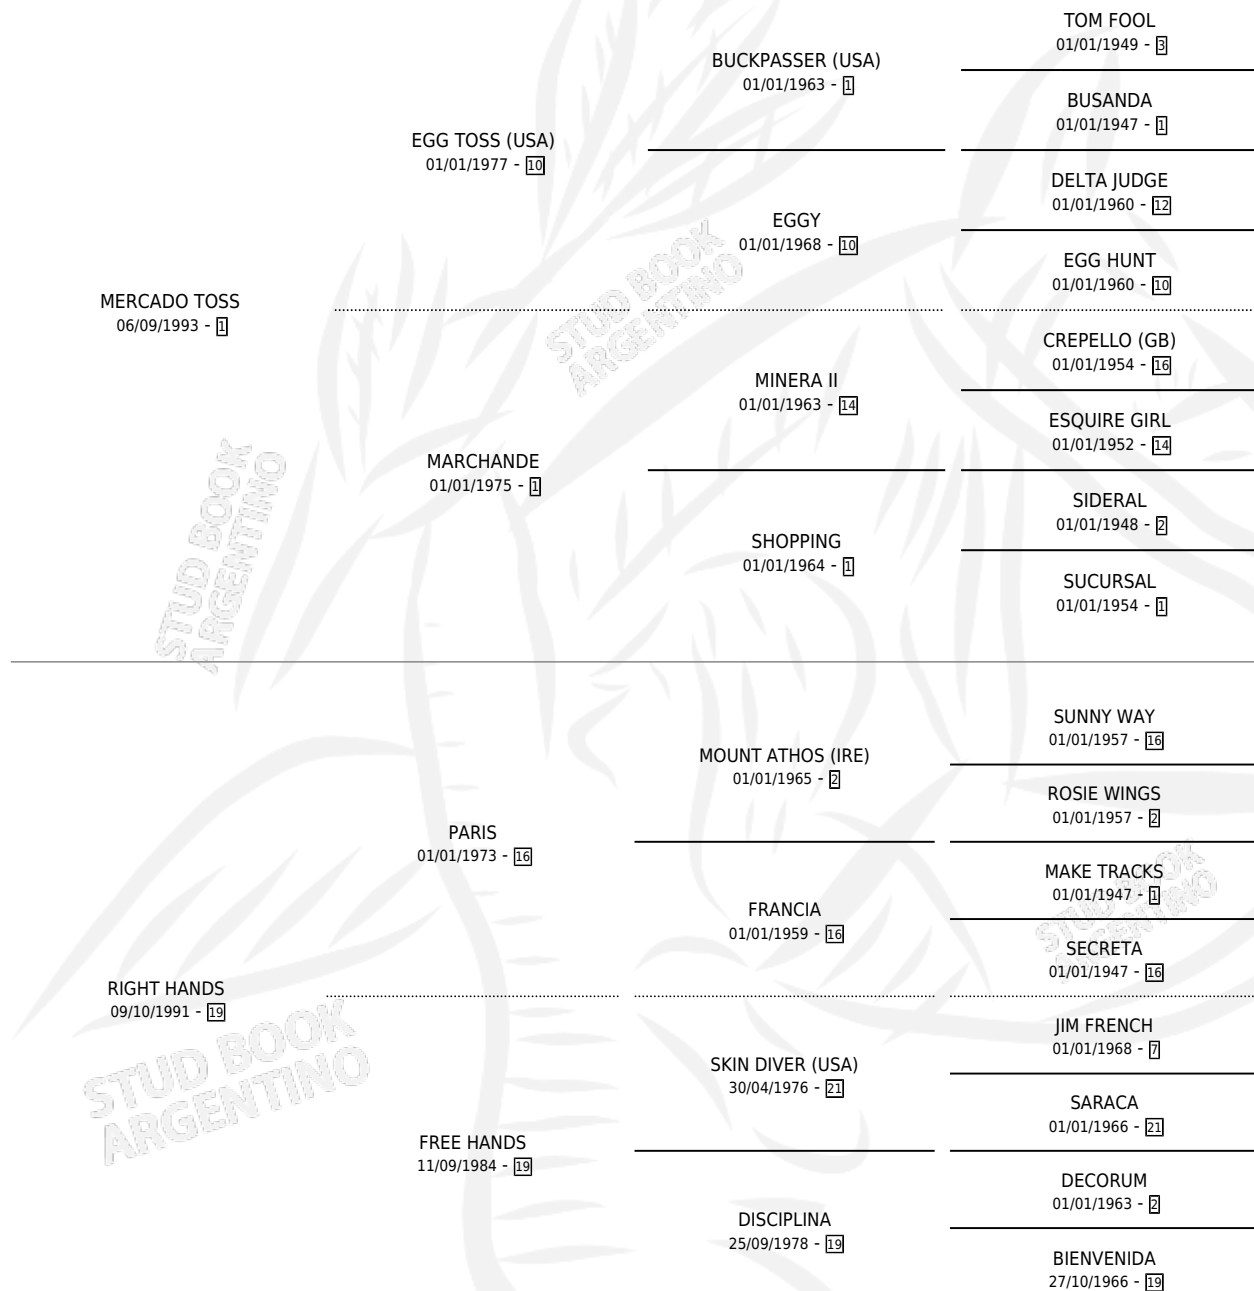 TOM FOOL
01/01/1949 - 3
BUCKPASSER (USA)
01/01/1963 - 1
BUSANDA
01/01/1947 - 1
EGG TOSS (USA)
01/01/1977 - 10
DELTA JUDGE
01/01/1960 - 12
EGGY
01/01/1968 - 10
EGG HUNT
01/01/1960 - 10
MERCADO TOSS
06/09/1993 - 1
CREPELLO (GB)
01/01/1954 - 16
MINERA II
01/01/1963 - 14
ESQUIRE GIRL
01/01/1952 - 14
MARCHANDE
01/01/1975 - 1
SIDERAL
01/01/1948 - 2
SHOPPING
01/01/1964 - 1
SUCURSAL
01/01/1954 - 1
SUNNY WAY
01/01/1957 - 16
MOUNT ATHOS (IRE)
01/01/1965 - 2
ROSIE WINGS
01/01/1957 - 2
PARIS
01/01/1973 - 16
MAKE TRACKS
01/01/1947 - 1
FRANCIA
01/01/1959 - 16
SECRETA
01/01/1947 - 16
RIGHT HANDS
09/10/1991 - 19
JIM FRENCH
01/01/1968 - 7
SKIN DIVER (USA)
30/04/1976 - 21
SARACA
01/01/1966 - 21
FREE HANDS
11/09/1984 - 19
DECORUM
01/01/1963 - 2
DISCIPLINA
25/09/1978 - 19
BIENVENIDA
27/10/1966 - 19
STUD BOOK
ARGENTINO
STUD BOOK
ARGENTINO
STUD BOOK
ARGENTINO
STUD BOOK
ARGENTINO